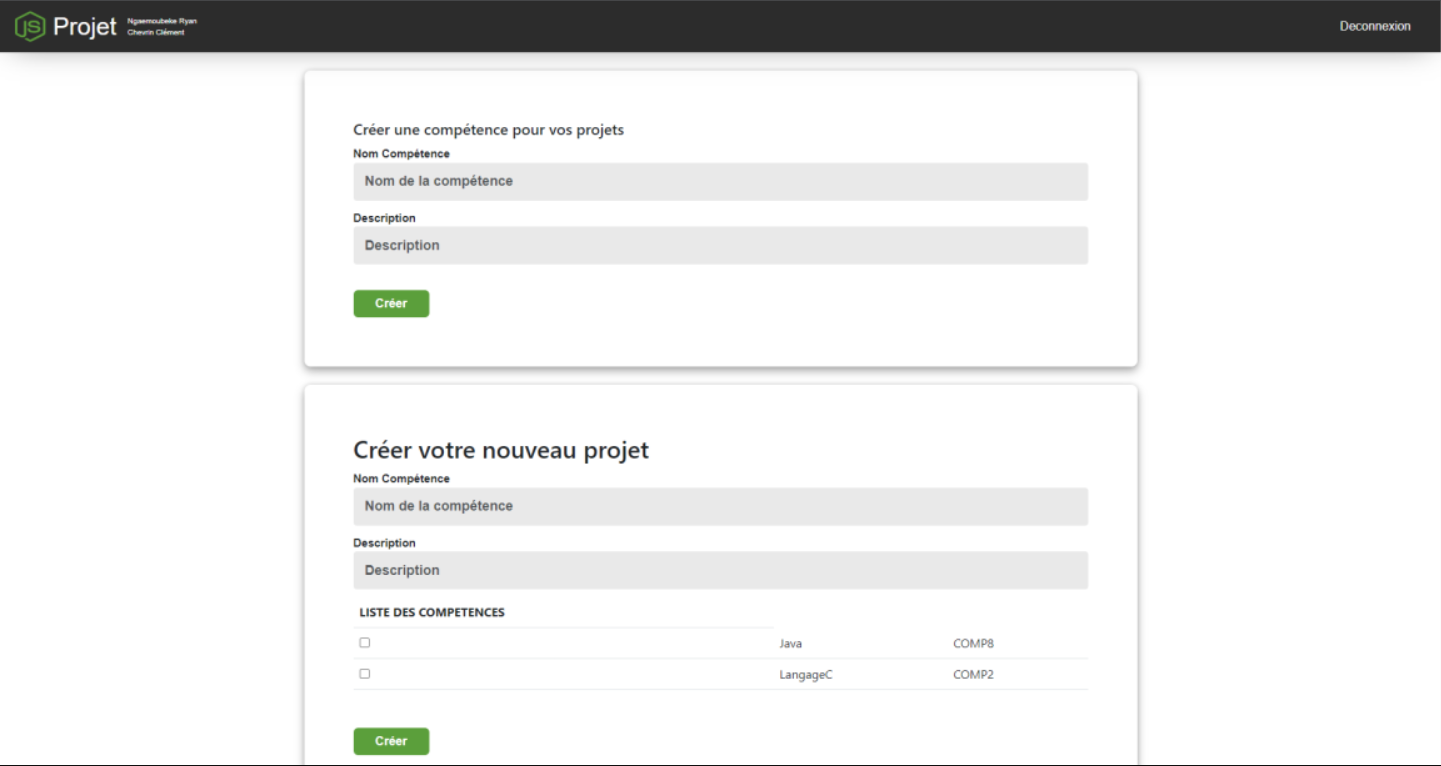 JS Projet Ngaemoubeke Ryan
Chevrin Clément
Deconnexion
Créer une compétence pour vos projets
Nom Compétence
Nom de la compétence
Description
Description
Créer
Créer votre nouveau projet
Nom Compétence
Nom de la compétence
Description
Description
LISTE DES COMPETENCES
Java COMP8
LangageC COMP2
Créer